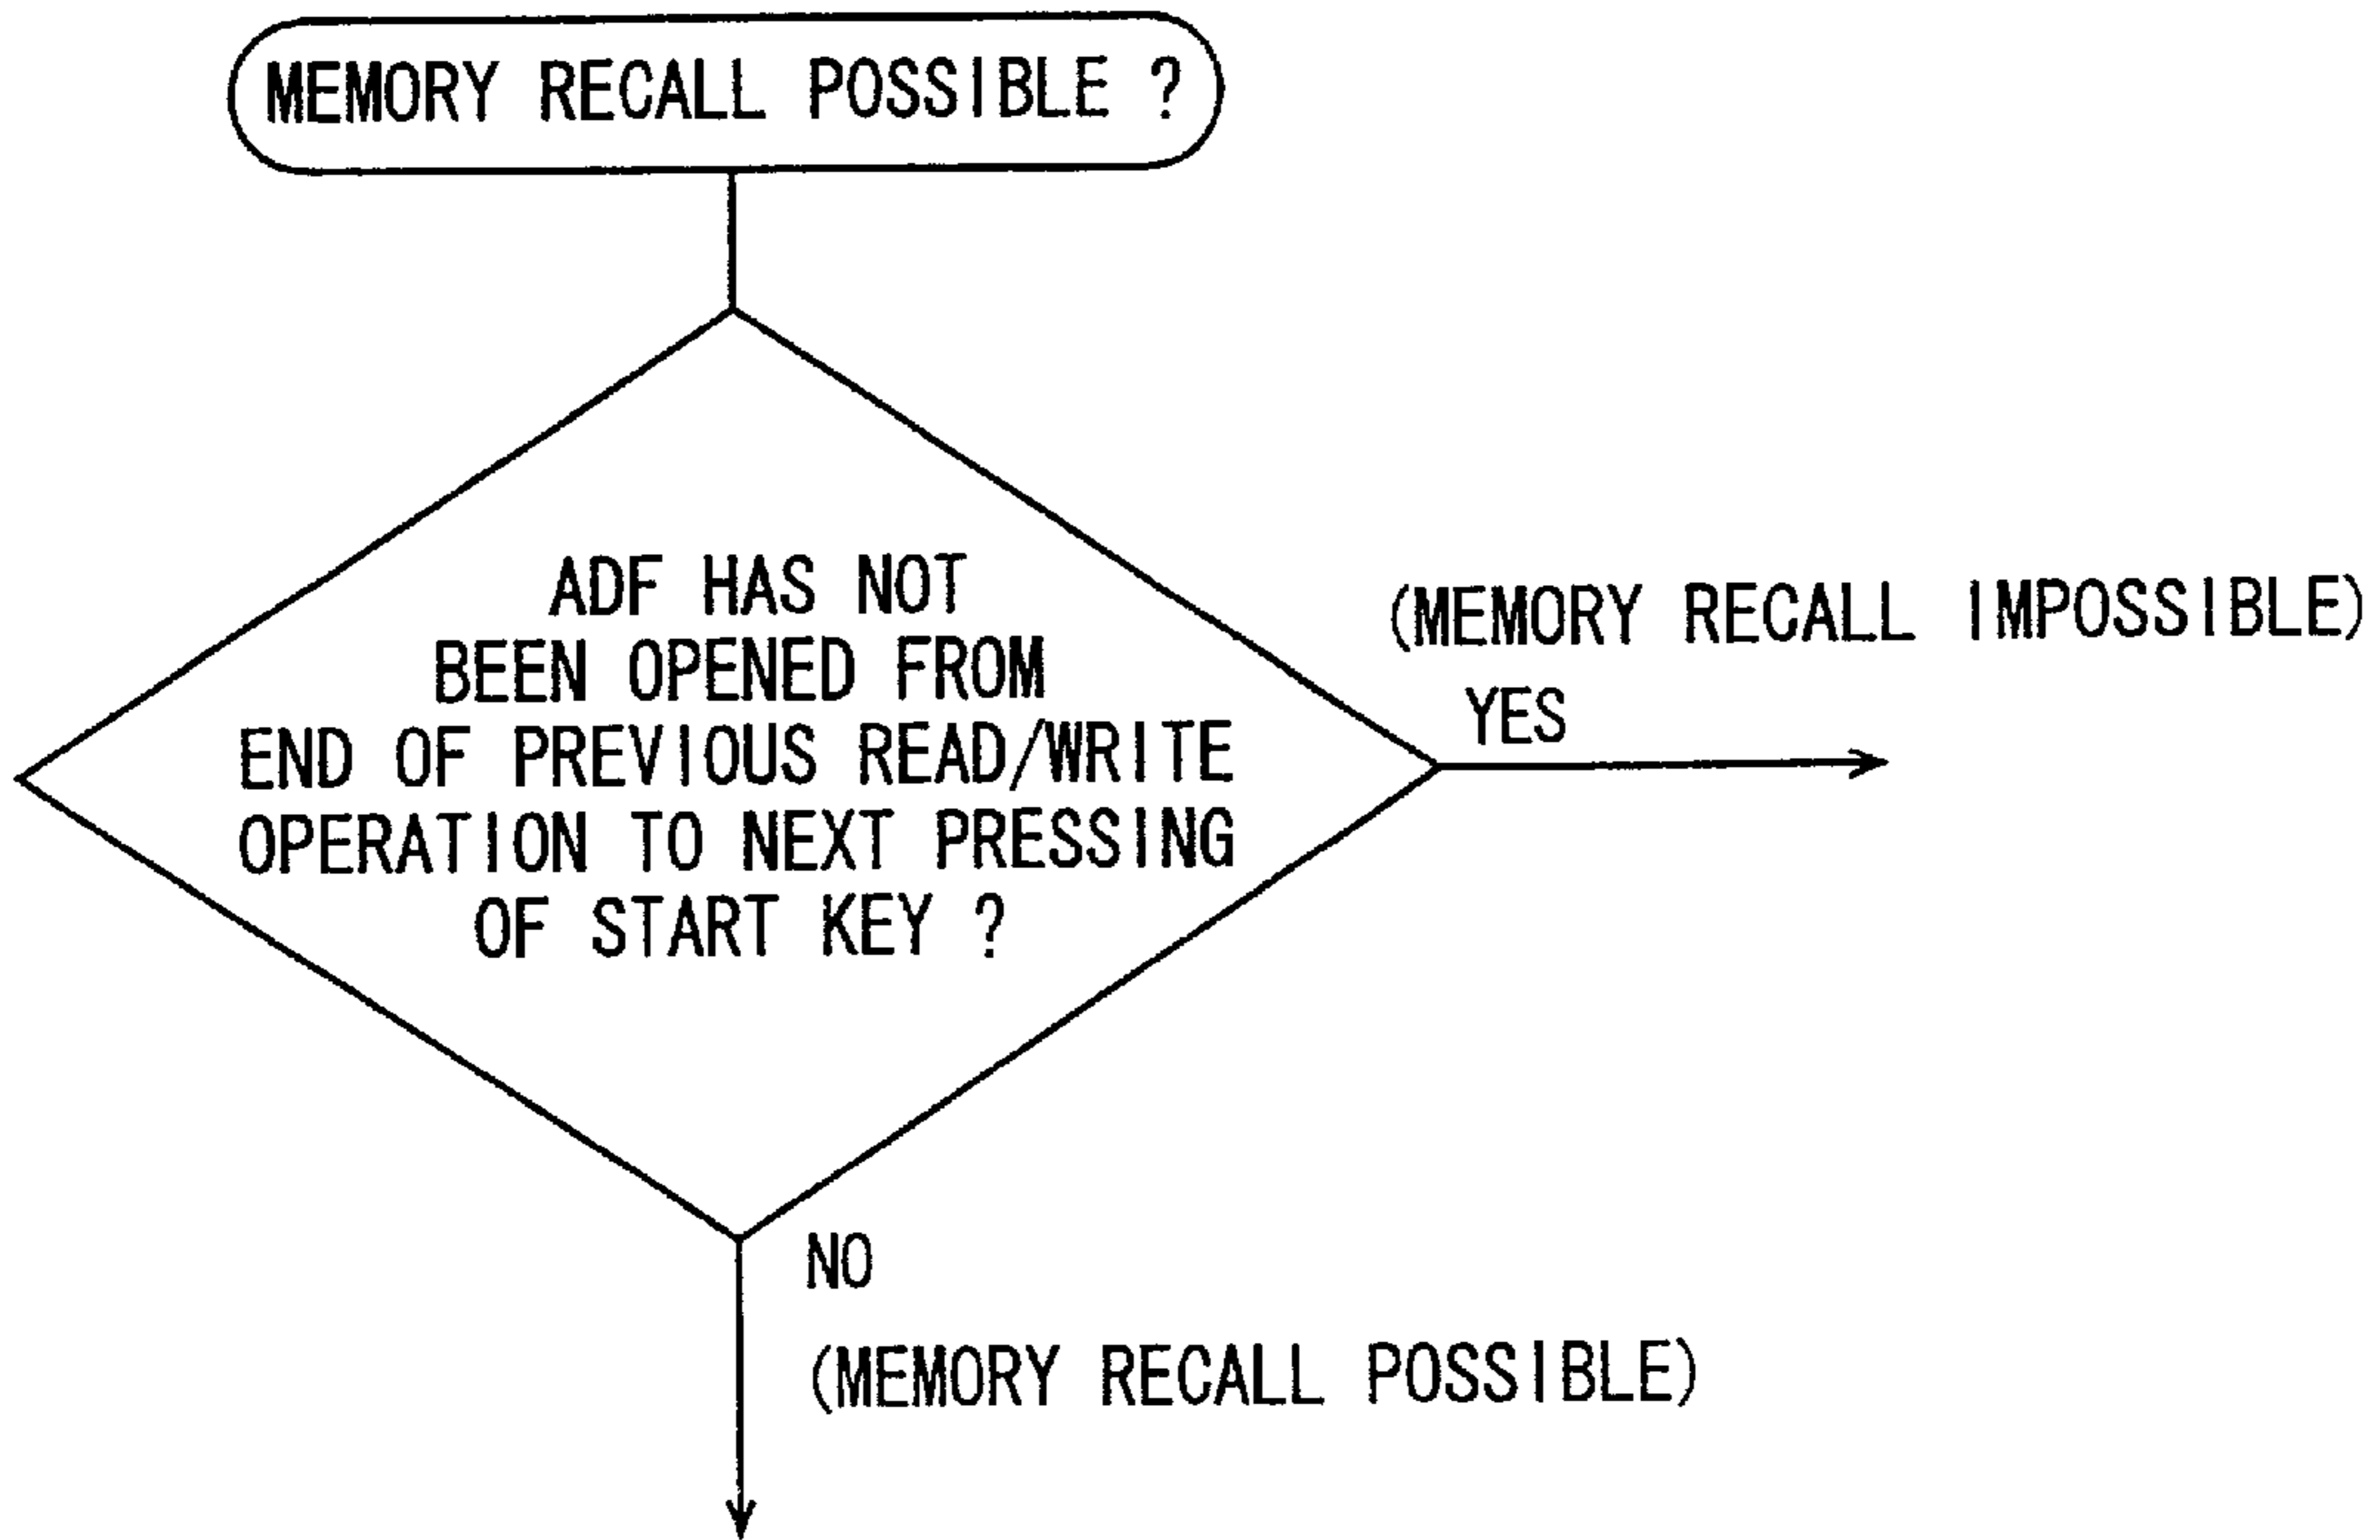 MEMORY RECALL POSSIBLE ?
ADF HAS NOT
BEEN OPENED FROM
END OF PREVIOUS READ/WRITE
OPERATION TO NEXT PRESSING
OF START KEY ?
(MEMORY RECALL IMPOSSIBLE)
YES
NO
(MEMORY RECALL POSSIBLE)